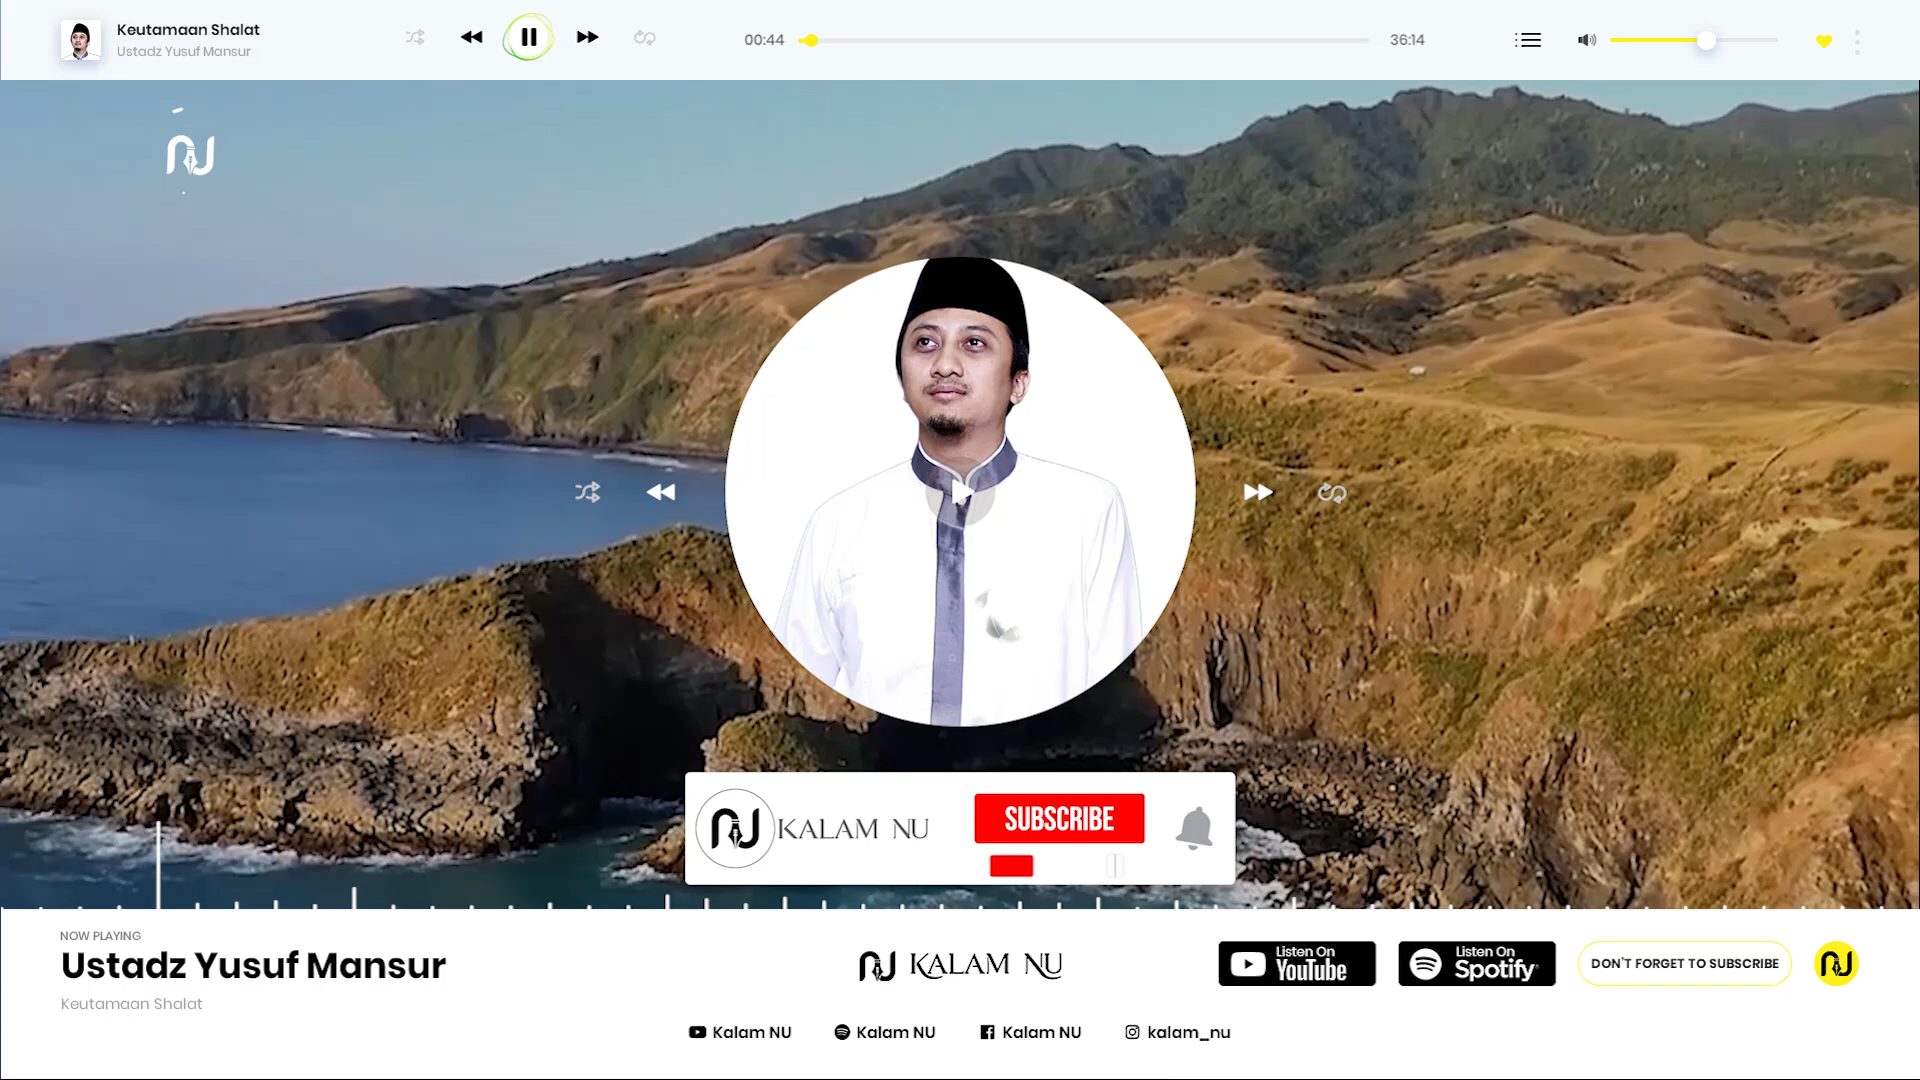 Keutamaan Shalat
Ustadz Yusuf Mansur
00:44
36:14
KALAM NU
SUBSCRIBE
NOW PLAYING
Ustadz Yusuf Mansur
Keutamaan Shalat
KALAM NU
Listen On
YouTube
Listen On
Spotify
DON'T FORGET TO SUBSCRIBE
Kalam NU
Kalam NU
Kalam NU
kalam_nu